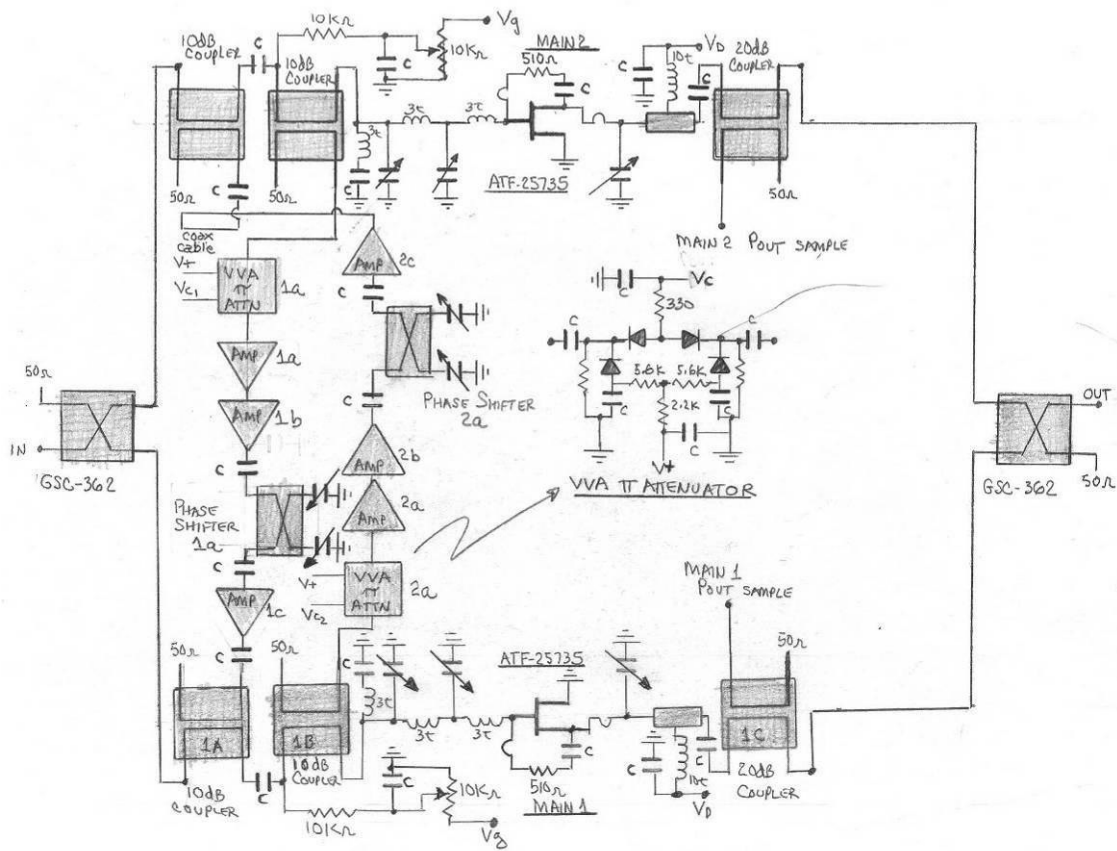 10KΩ
Vg
10dB
COUPLER
C
10dB
COUPLER
C
10KΩ
MAIN2
510Ω
C
C
10t
VD
C
20dB
COUPLER
3t
3t
3t
C
C
50Ω
50Ω
ATF-25735
50Ω
coax
cable
MAIN 2 POUT SAMPLE
V+
Vc1
VVA
π
ATTN
1a
AMP
2c
C
C
Vc
330
C
C
5.6K
5.6K
C
C
2.2K
C
V+
VVA π ATTENUATOR
AMP
1a
AMP
1b
C
PHASE SHIFTER
2a
C
AMP
2b
AMP
2a
50Ω
IN
GSC-362
OUT
50Ω
GSC-362
PHASE
SHIFTER
1a
C
AMP
1c
C
V+
Vc2
VVA
π
ATTN
2a
MAIN 1
POUT SAMPLE
50Ω
50Ω
C
3t
ATF-25735
50Ω
1A
1B
3t
3t
C
1C
10dB
COUPLER
C
10dB
COUPLER
C
10KΩ
510Ω
MAIN 1
C
10t
C
VD
20dB
COUPLER
10KΩ
Vg